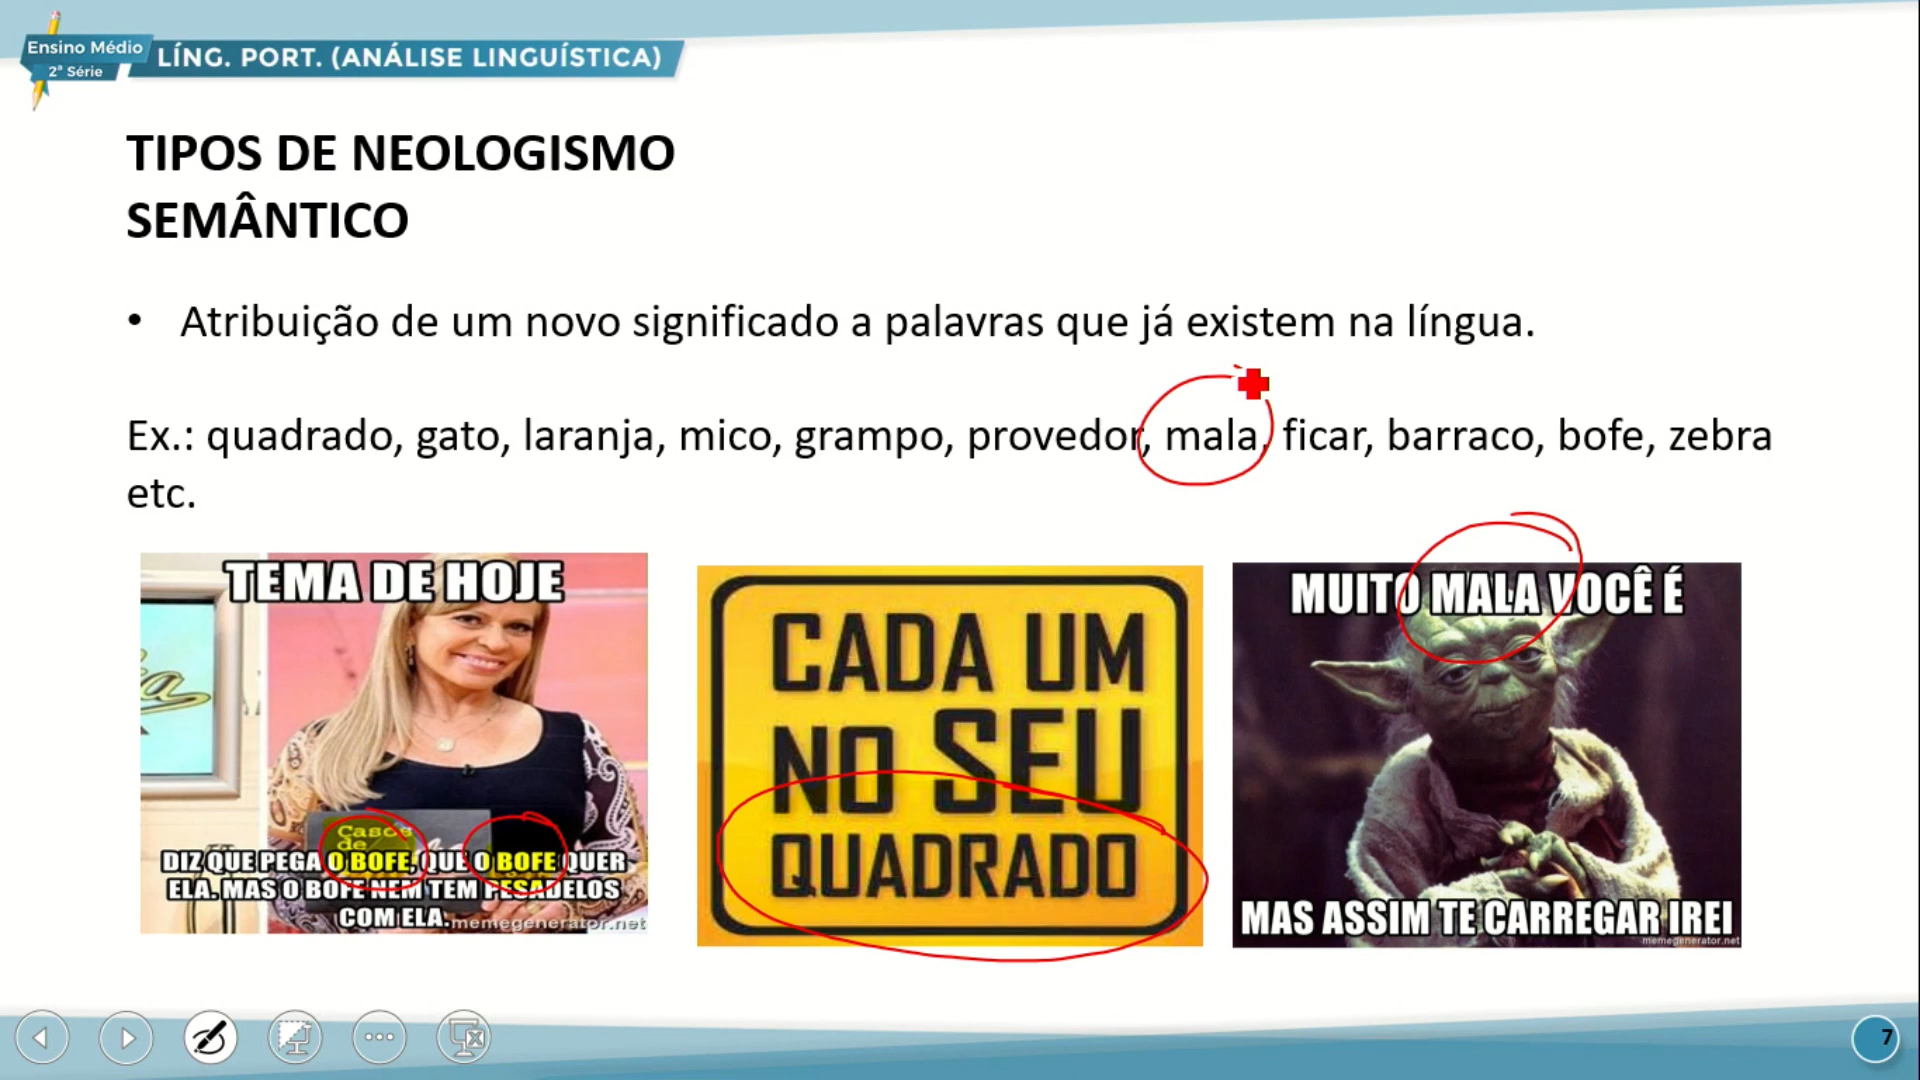 Ensino Médio
2ª Série
LÍNG. PORT. (ANÁLISE LINGUÍSTICA)
TIPOS DE NEOLOGISMO
SEMÂNTICO
• Atribuição de um novo significado a palavras que já existem na língua.
Ex.: quadrado, gato, laranja, mico, grampo, provedor, mala, ficar, barraco, bofe, zebra
etc.
TEMA DE HOJE
Casos
de
DIZ QUE PEGA O BOFE, QUE O BOFE QUER
ELA. MAS O BOFE NEM TEM PESADELOS
COM ELA.
memegenerator.net
CADA UM
NO SEU
QUADRADO
MUITO MALA VOCÊ É
MAS ASSIM TE CARREGAR IREI
memegenerator.net
7